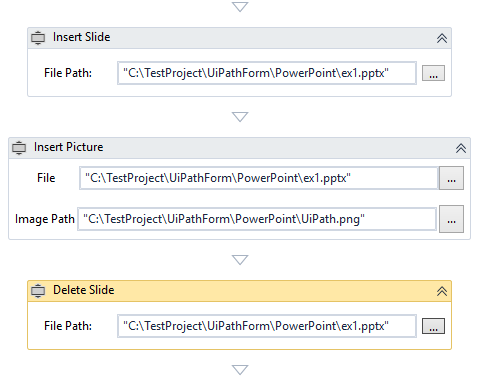 Insert Slide
File Path: "C:\TestProject\UiPathForm\PowerPoint\ex1.pptx" ...
Insert Picture
File "C:\TestProject\UiPathForm\PowerPoint\ex1.pptx" ...
Image Path "C:\TestProject\UiPathForm\PowerPoint\UiPath.png" ...
Delete Slide
File Path: "C:\TestProject\UiPathForm\PowerPoint\ex1.pptx" ...